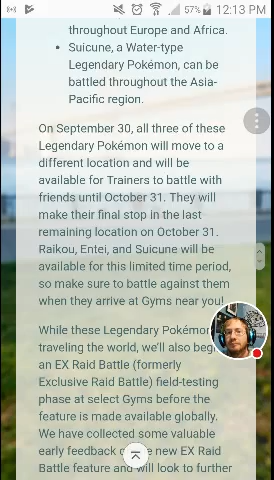 57% 12:13 PM
throughout Europe and Africa.
• Suicune, a Water-type
Legendary Pokémon, can be
battled throughout the Asia-
Pacific region.
On September 30, all three of these
Legendary Pokémon will move to a
different location and will be
available for Trainers to battle with
friends until October 31. They will
make their final stop in the last
remaining location on October 31.
Raikou, Entei, and Suicune will be
available for this limited time period,
so make sure to battle against them
when they arrive at Gyms near you!
While these Legendary Pokémon
traveling the world, we'll also
an EX Raid Battle (formerly
Exclusive Raid Battle) field-testing
phase at select Gyms before the
feature is made available globally.
We have collected some valuable
early feedback new EX Raid
Battle feature and will look to further